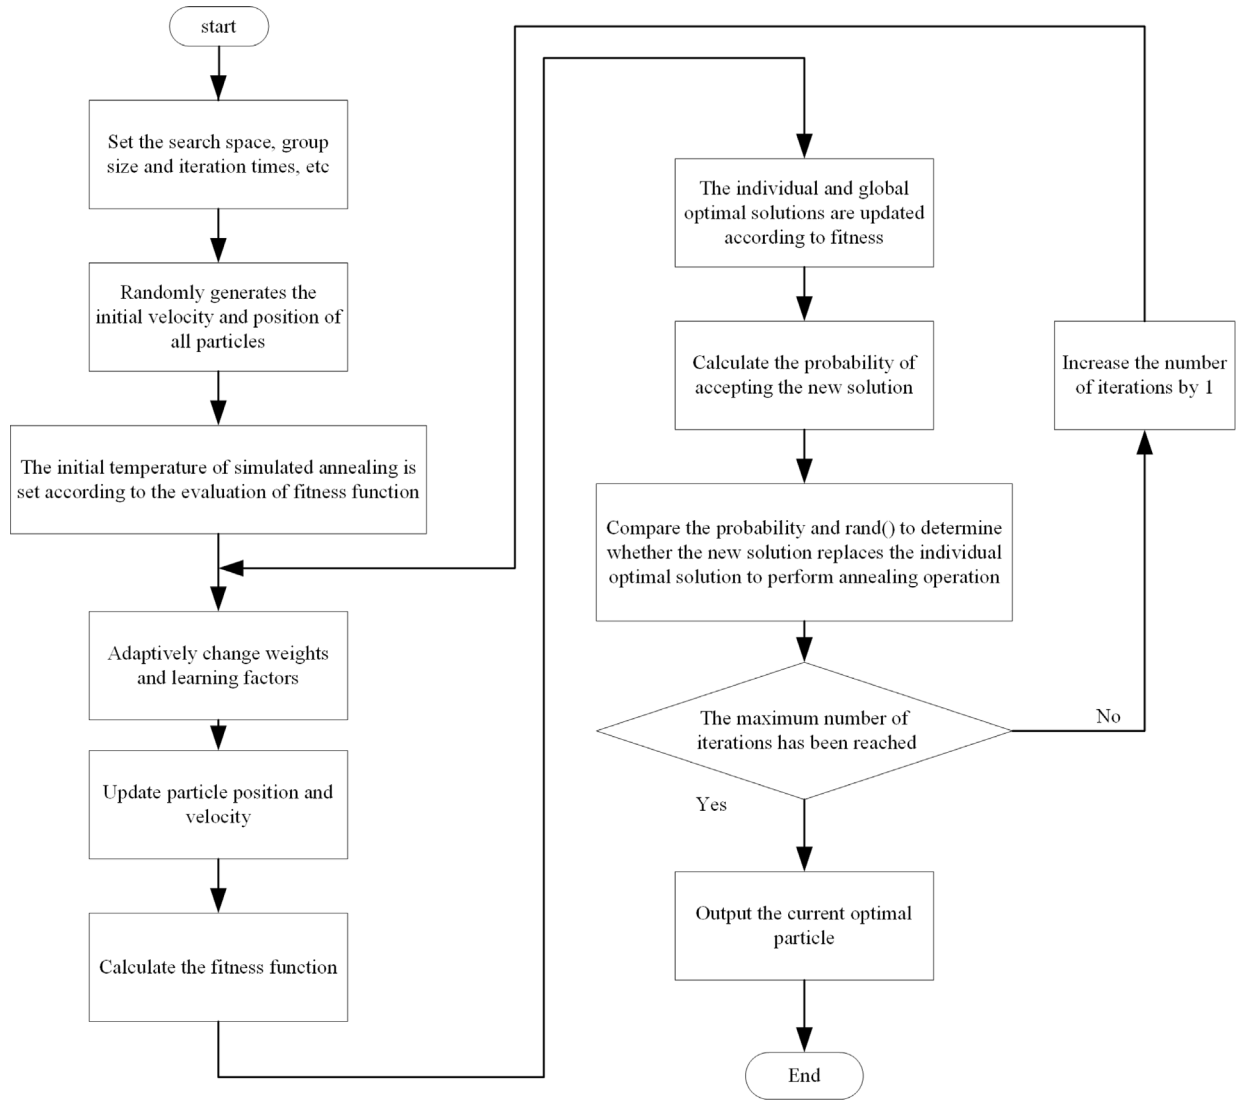 start
Set the search space, group
size and iteration times, etc
Randomly generates the
initial velocity and position of
all particles
The initial temperature of simulated annealing is
set according to the evaluation of fitness function
Adaptively change weights
and learning factors
Update particle position and
velocity
Calculate the fitness function
The individual and global
optimal solutions are updated
according to fitness
Calculate the probability of
accepting the new solution
Compare the probability and rand() to determine
whether the new solution replaces the individual
optimal solution to perform annealing operation
The maximum number of
iterations has been reached
No
Increase the number
of iterations by 1
Yes
Output the current optimal
particle
End